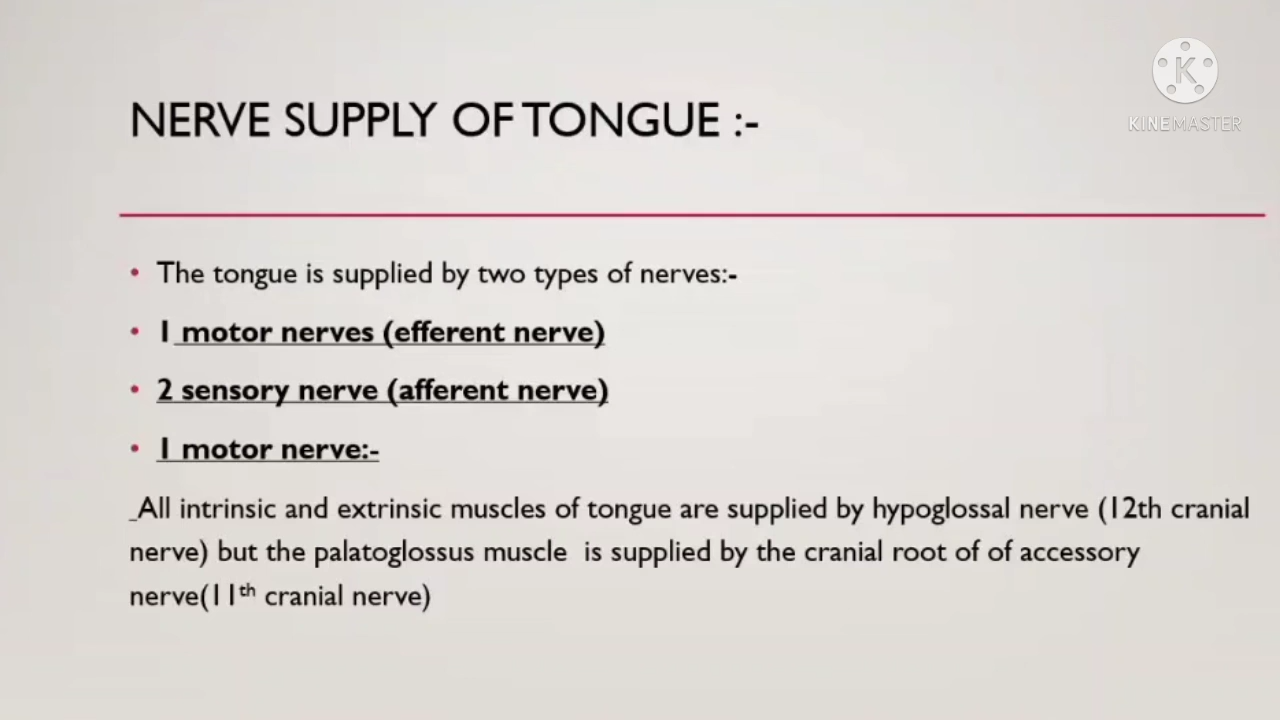 K
KINEMASTER
NERVE SUPPLY OF TONGUE :-
• The tongue is supplied by two types of nerves:-
• 1 motor nerves (efferent nerve)
• 2 sensory nerve (afferent nerve)
• 1 motor nerve:-
_All intrinsic and extrinsic muscles of tongue are supplied by hypoglossal nerve (12th cranial
nerve) but the palatoglossus muscle is supplied by the cranial root of of accessory
nerve(11th cranial nerve)